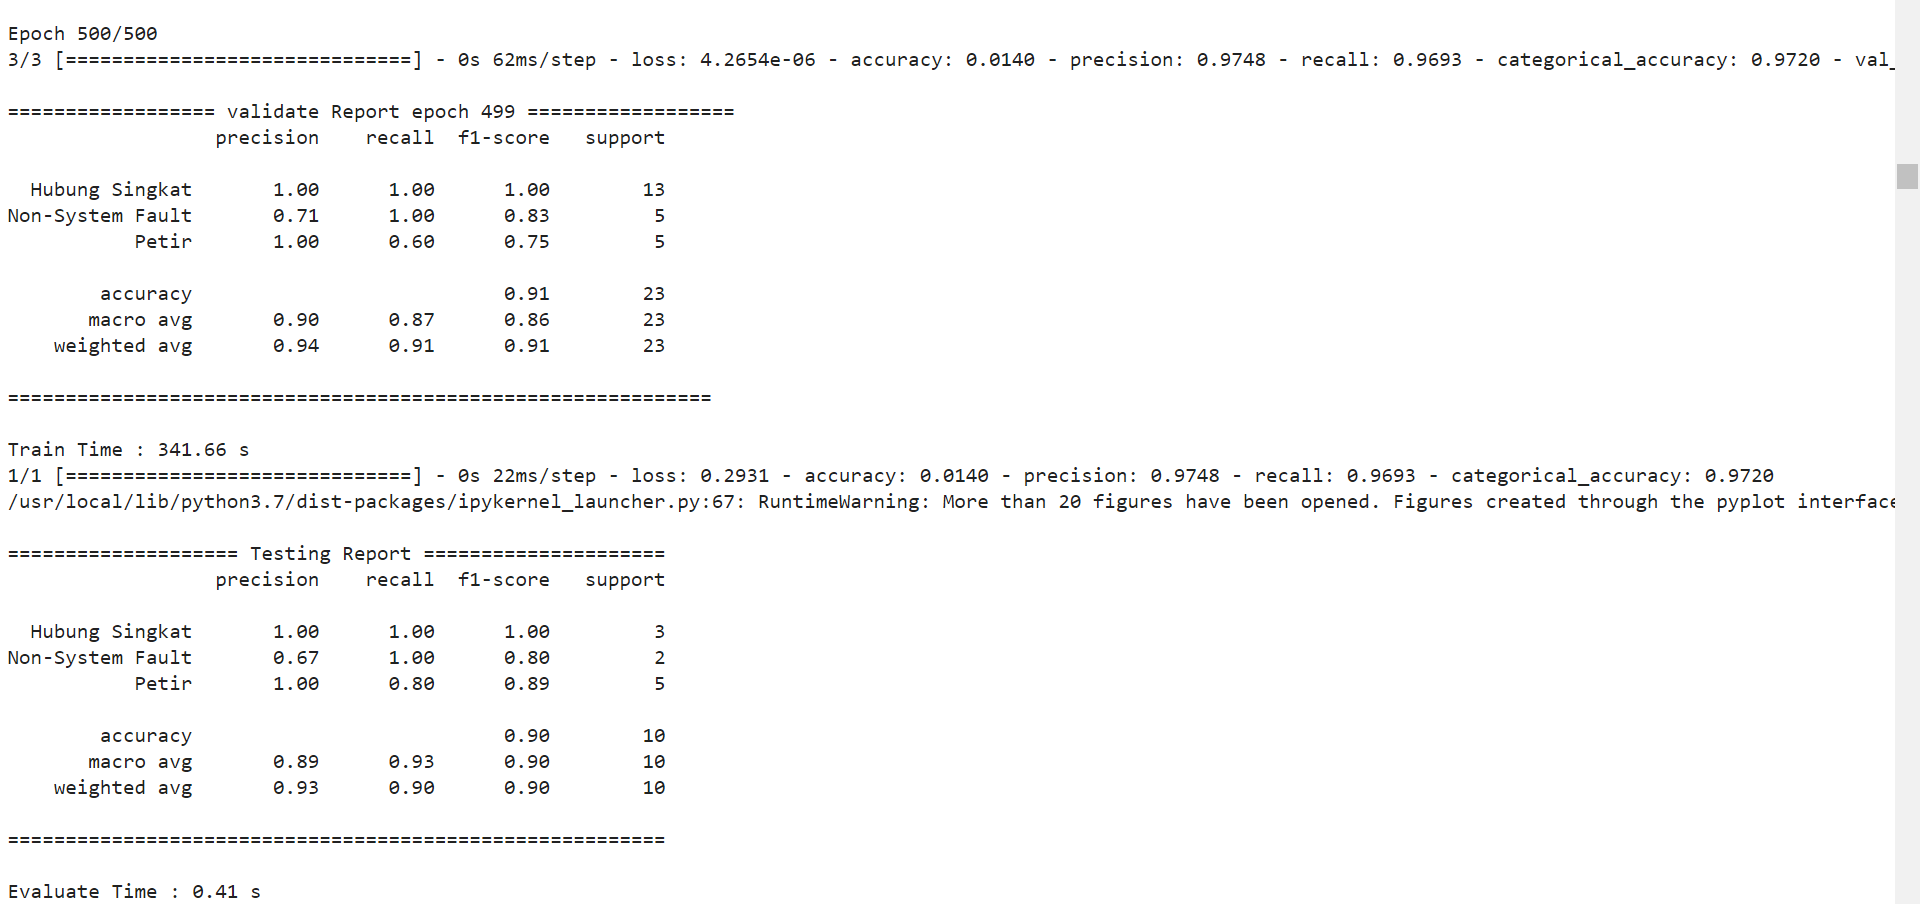 Epoch 500/500
3/3 [==============================] - 0s 62ms/step - loss: 4.2654e-06 - accuracy: 0.0140 - precision: 0.9748 - recall: 0.9693 - categorical_accuracy: 0.9720 - val_
================== validate Report epoch 499 ==================
precision recall f1-score support
Hubung Singkat 1.00 1.00 1.00 13
Non-System Fault 0.71 1.00 0.83 5
Petir 1.00 0.60 0.75 5
accuracy 0.91 23
macro avg 0.90 0.87 0.86 23
weighted avg 0.94 0.91 0.91 23
=============================================================
Train Time : 341.66 s
1/1 [==============================] - 0s 22ms/step - loss: 0.2931 - accuracy: 0.0140 - precision: 0.9748 - recall: 0.9693 - categorical_accuracy: 0.9720
/usr/local/lib/python3.7/dist-packages/ipykernel_launcher.py:67: RuntimeWarning: More than 20 figures have been opened. Figures created through the pyplot interface
==================== Testing Report =====================
precision recall f1-score support
Hubung Singkat 1.00 1.00 1.00 3
Non-System Fault 0.67 1.00 0.80 2
Petir 1.00 0.80 0.89 5
accuracy 0.90 10
macro avg 0.89 0.93 0.90 10
weighted avg 0.93 0.90 0.90 10
=========================================================
Evaluate Time : 0.41 s